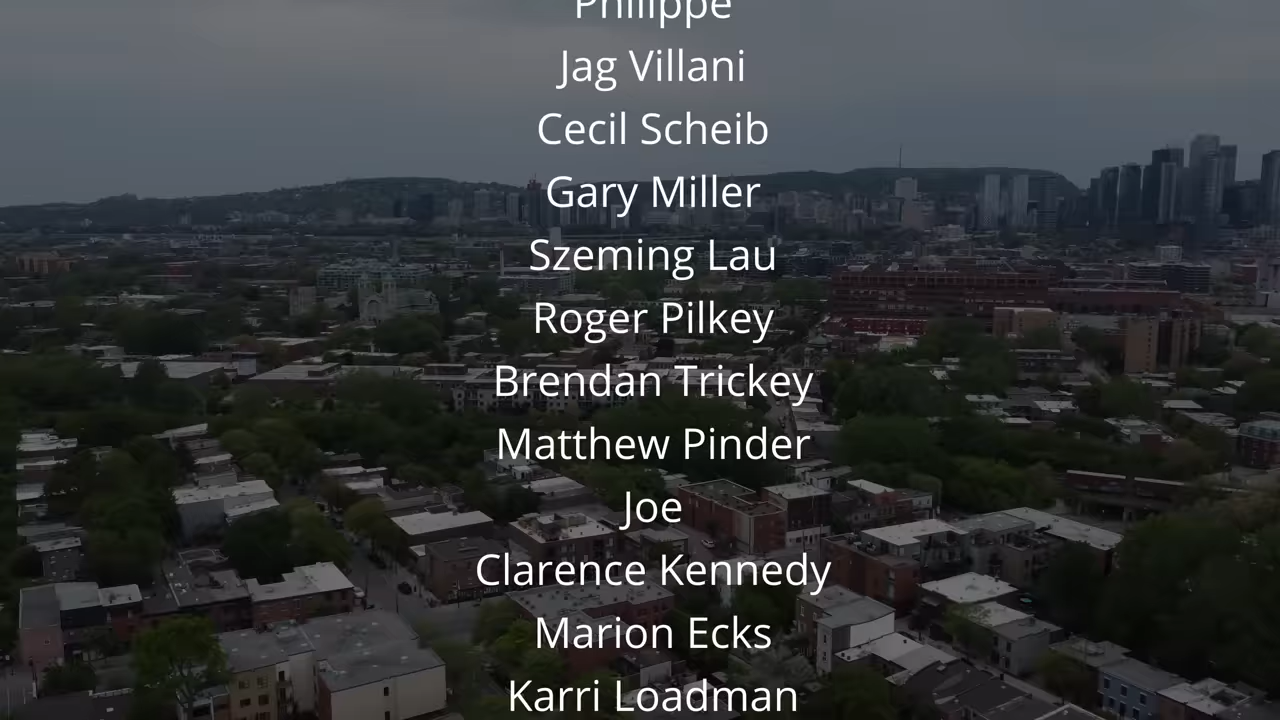 Philippe
Jag Villani
Cecil Scheib
Gary Miller
Szeming Lau
Roger Pilkey
Brendan Trickey
Matthew Pinder
Joe
Clarence Kennedy
Marion Ecks
Karri Loadman